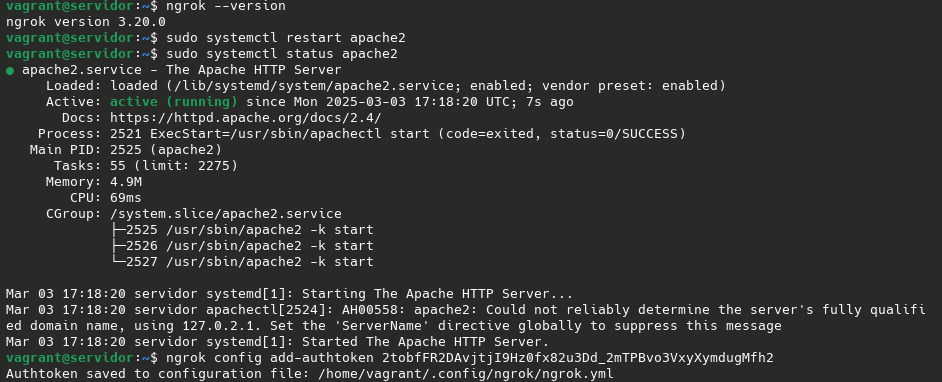 vagrant@servidor:~$ ngrok --version
ngrok version 3.20.0
vagrant@servidor:~$ sudo systemctl restart apache2
vagrant@servidor:~$ sudo systemctl status apache2
● apache2.service - The Apache HTTP Server
     Loaded: loaded (/lib/systemd/system/apache2.service; enabled; vendor preset: enabled)
     Active: active (running) since Mon 2025-03-03 17:18:20 UTC; 7s ago
       Docs: https://httpd.apache.org/docs/2.4/
    Process: 2521 ExecStart=/usr/sbin/apachectl start (code=exited, status=0/SUCCESS)
   Main PID: 2525 (apache2)
      Tasks: 55 (limit: 2275)
     Memory: 4.9M
        CPU: 69ms
     CGroup: /system.slice/apache2.service
             ├─2525 /usr/sbin/apache2 -k start
             ├─2526 /usr/sbin/apache2 -k start
             └─2527 /usr/sbin/apache2 -k start

Mar 03 17:18:20 servidor systemd[1]: Starting The Apache HTTP Server...
Mar 03 17:18:20 servidor apachectl[2524]: AH00558: apache2: Could not reliably determine the server's fully qualifi
ed domain name, using 127.0.2.1. Set the 'ServerName' directive globally to suppress this message
Mar 03 17:18:20 servidor systemd[1]: Started The Apache HTTP Server.
vagrant@servidor:~$ ngrok config add-authtoken 2tobfFR2DAvjtjI9Hz0fx82u3Dd_2mTPBvo3VxyXymdugMfh2
Authtoken saved to configuration file: /home/vagrant/.config/ngrok/ngrok.yml